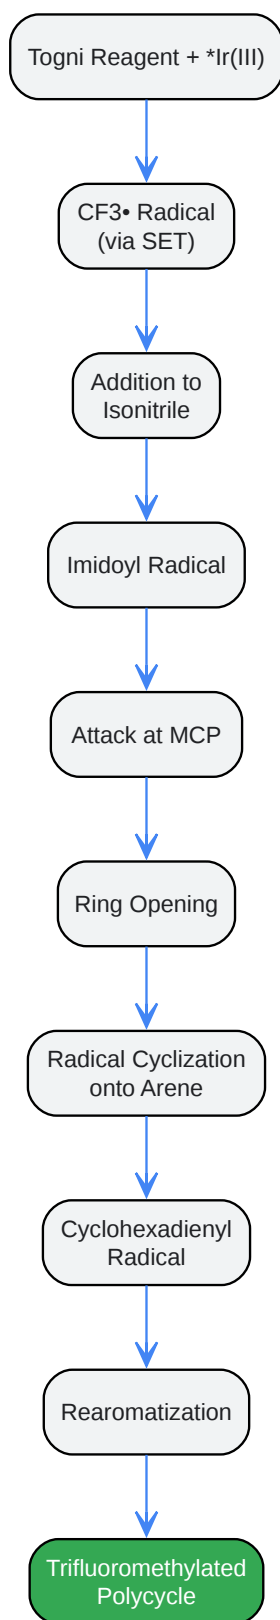 Togni Reagent + *Ir(III)
CF3• Radical
(via SET)
Addition to
Isonitrile
Imidoyl Radical
Attack at MCP
Ring Opening
Radical Cyclization
onto Arene
Cyclohexadienyl
Radical
Rearomatization
Trifluoromethylated
Polycycle